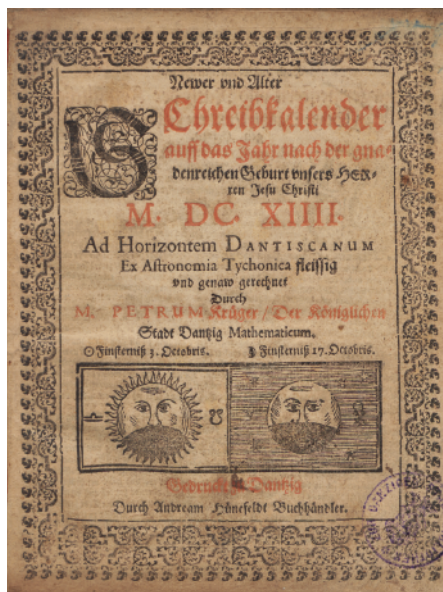 Newer vnd Alter
SChreibkalender
auff das Jahr nach der gna-
denreichen Geburt vnsers HER-
ren Jesu Christi
M. DC. XIIII.
Ad Horizontem DANTISCANUM
Ex Astronomia Tychonica fleissig
vnd genaw gerechnet
Durch
M. PETRUM Krüger / Der Königlichen
Stadt Dantzig Mathematicum.
☉ Finsterniß 3. Octobris. ☽ Finsterniß 17. Octobris.
Gedruckt zu Dantzig
Durch Andream Hünefeldt Buchhändler.